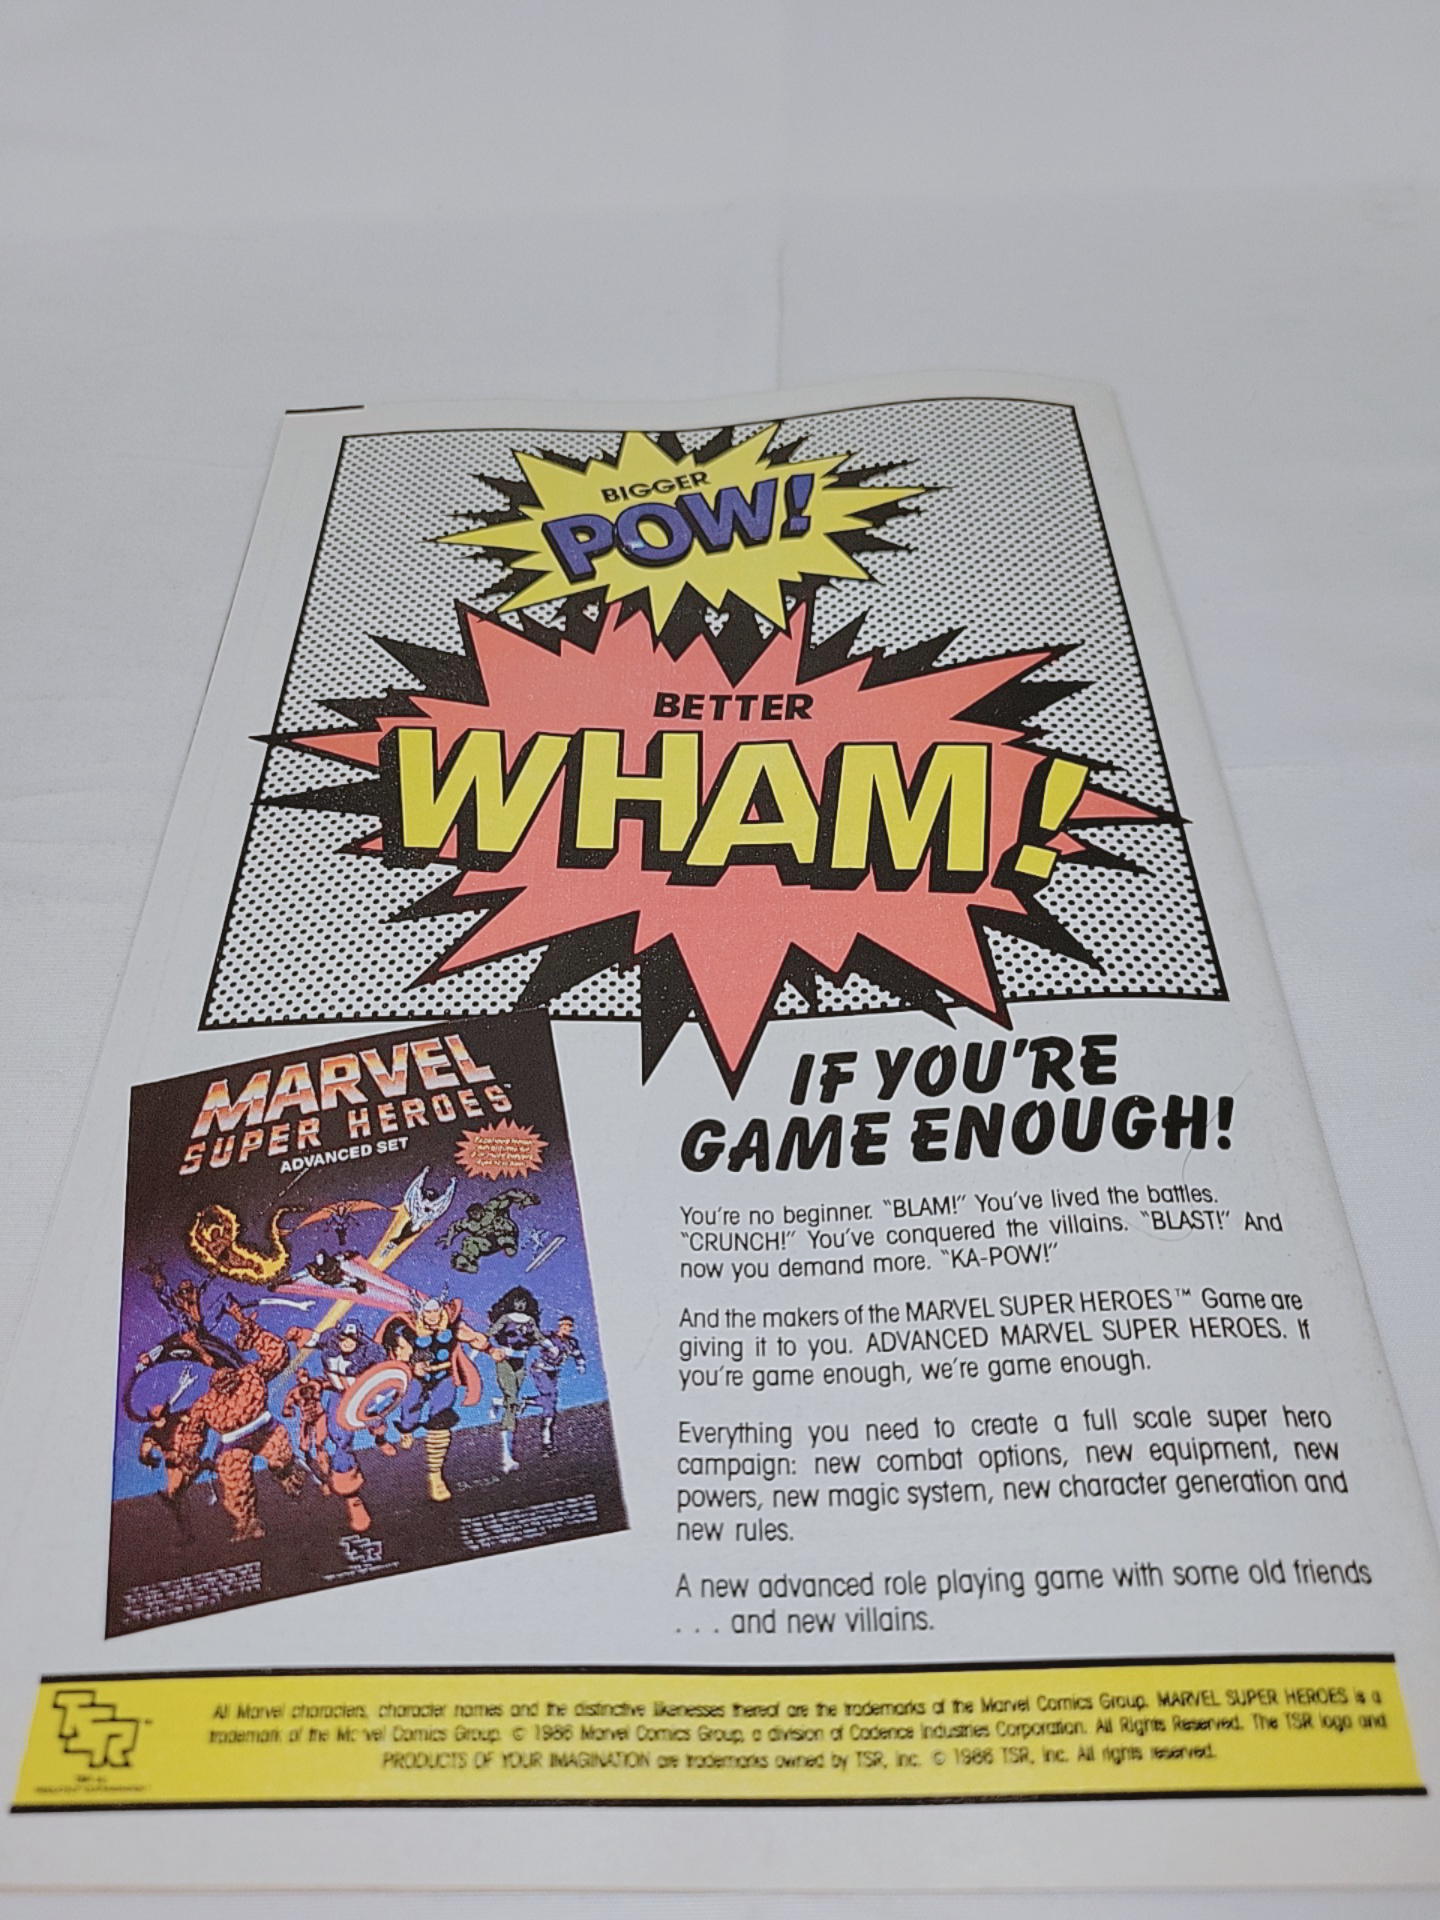 BIGGER
POW!
BETTER
WHAM!
MARVEL
SUPER HEROES™
ADVANCED SET
IF YOU'RE
GAME ENOUGH!
You're no beginner. "BLAM!" You've lived the battles.
"CRUNCH!" You've conquered the villains. "BLAST!" And
now you demand more. "KA-POW!"
And the makers of the MARVEL SUPER HEROES™ Game are
giving it to you. ADVANCED MARVEL SUPER HEROES. If
you're game enough, we're game enough.
Everything you need to create a full scale super hero
campaign: new combat options, new equipment, new
powers, new magic system, new character generation and
new rules.
A new advanced role playing game with some old friends
. . . and new villains.
TSR™
All Marvel characters, character names and the distinctive likenesses thereof are the trademarks of the Marvel Comics Group. MARVEL SUPER HEROES is a
trademark of the Marvel Comics Group. © 1986 Marvel Comics Group, a division of Cadence Industries Corporation. All Rights Reserved. The TSR logo and
PRODUCTS OF YOUR IMAGINATION are trademarks owned by TSR, Inc. © 1986 TSR, Inc. All rights reserved.